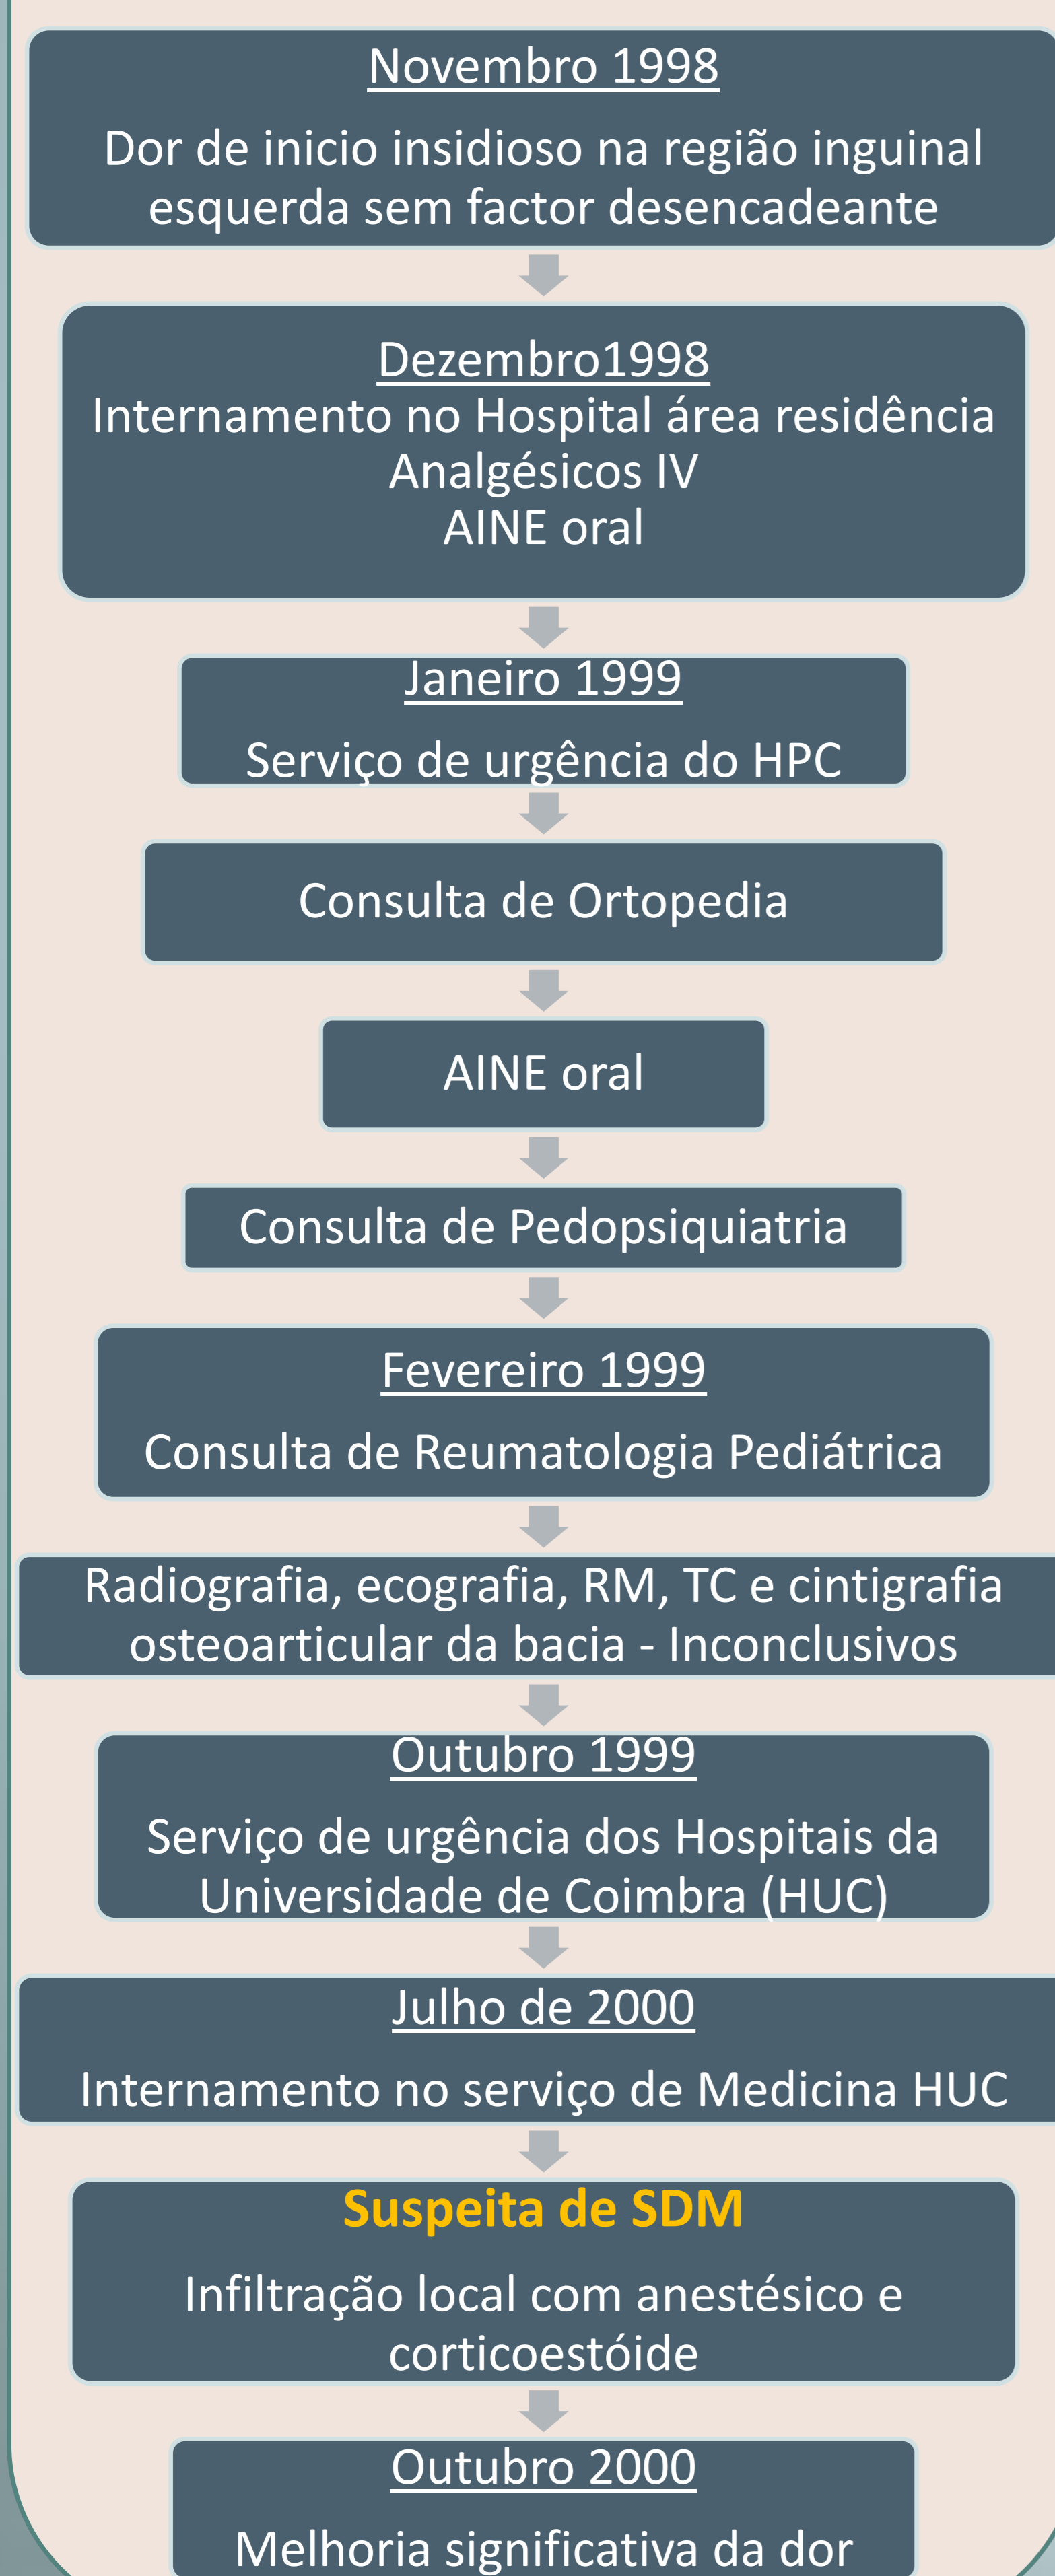 Novembro 1998
Dor de inicio insidioso na região inguinal
esquerda sem factor desencadeante
Dezembro1998
Internamento no Hospital área residência
Analgésicos IV
AINE oral
Janeiro 1999
Serviço de urgência do HPC
Consulta de Ortopedia
AINE oral
Consulta de Pedopsiquiatria
Fevereiro 1999
Consulta de Reumatologia Pediátrica
Radiografia, ecografia, RM, TC e cintigrafia
osteoarticular da bacia - Inconclusivos
Outubro 1999
Serviço de urgência dos Hospitais da
Universidade de Coimbra (HUC)
Julho de 2000
Internamento no serviço de Medicina HUC
Suspeita de SDM
Infiltração local com anestésico e
corticoestóide
Outubro 2000
Melhoria significativa da dor